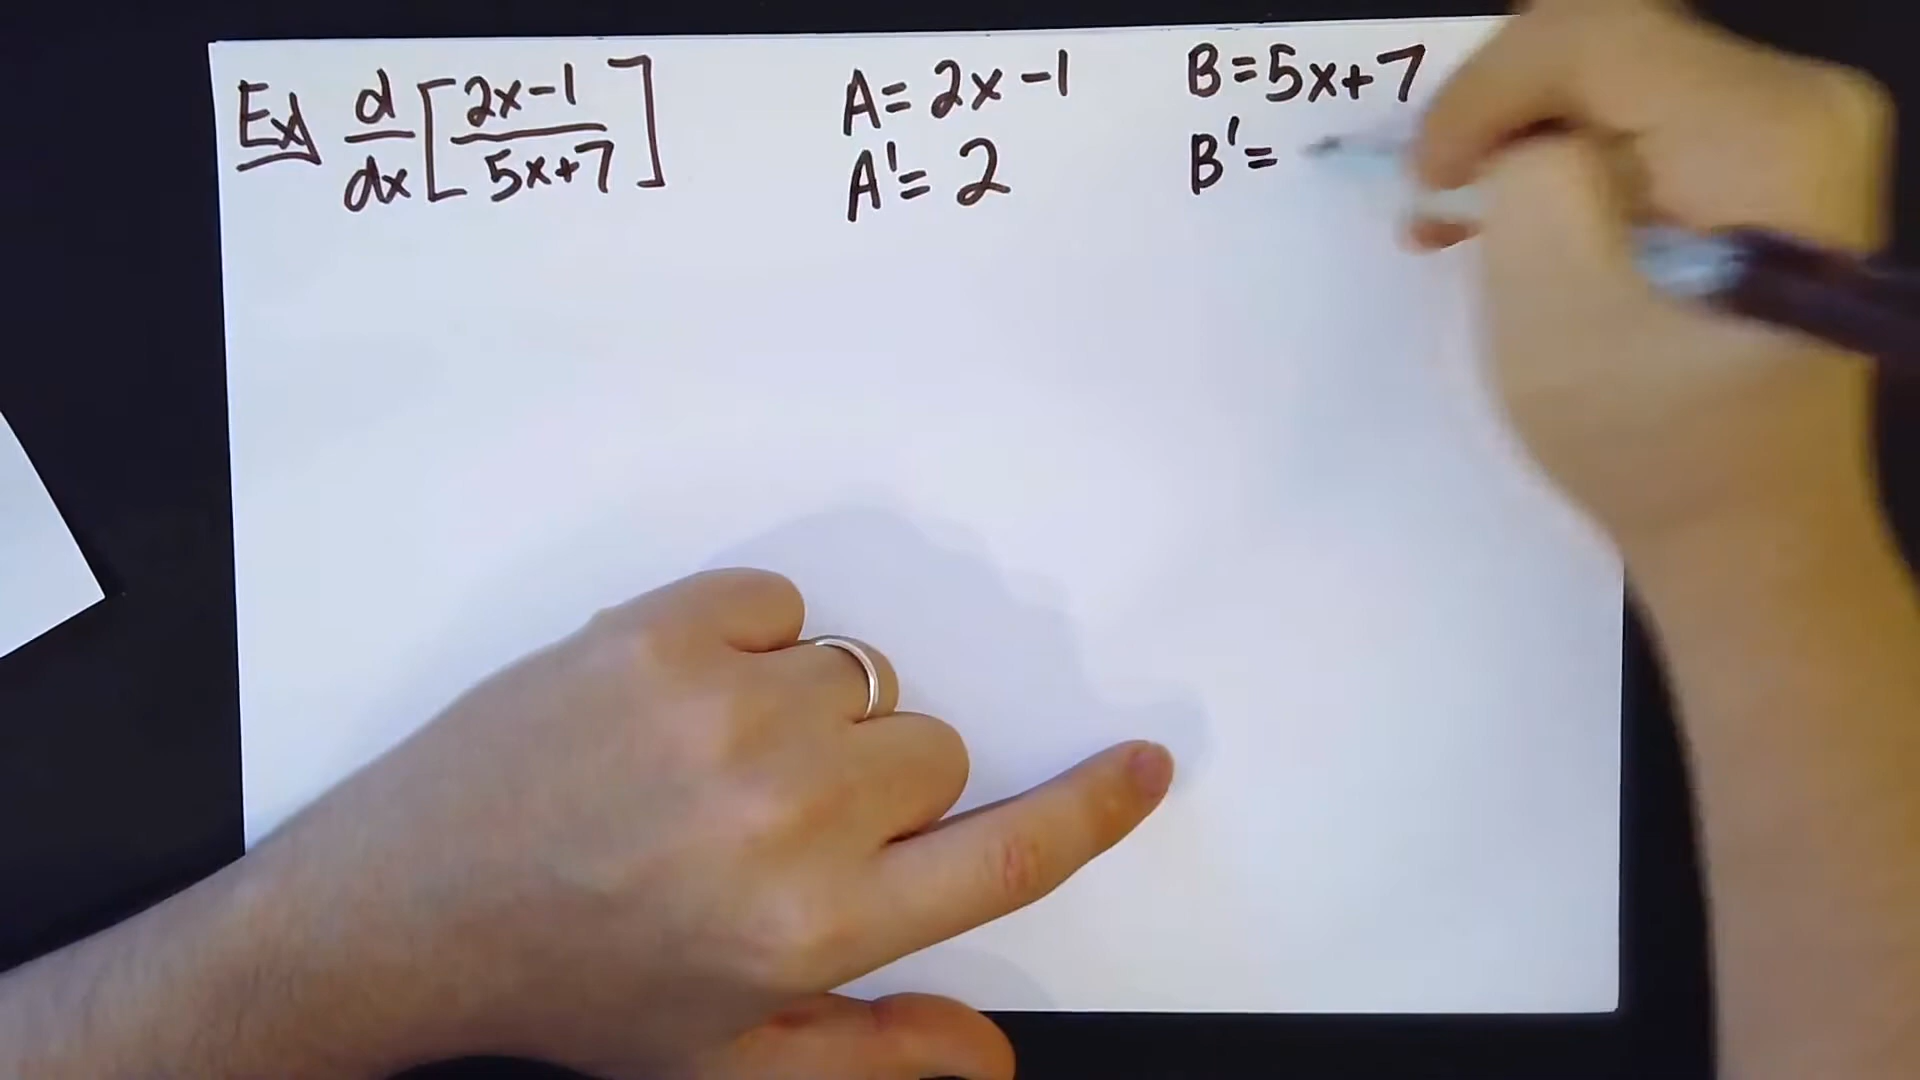 Ex d/dx [2x-1 / 5x+7]
A = 2x-1
A' = 2
B = 5x+7
B' =